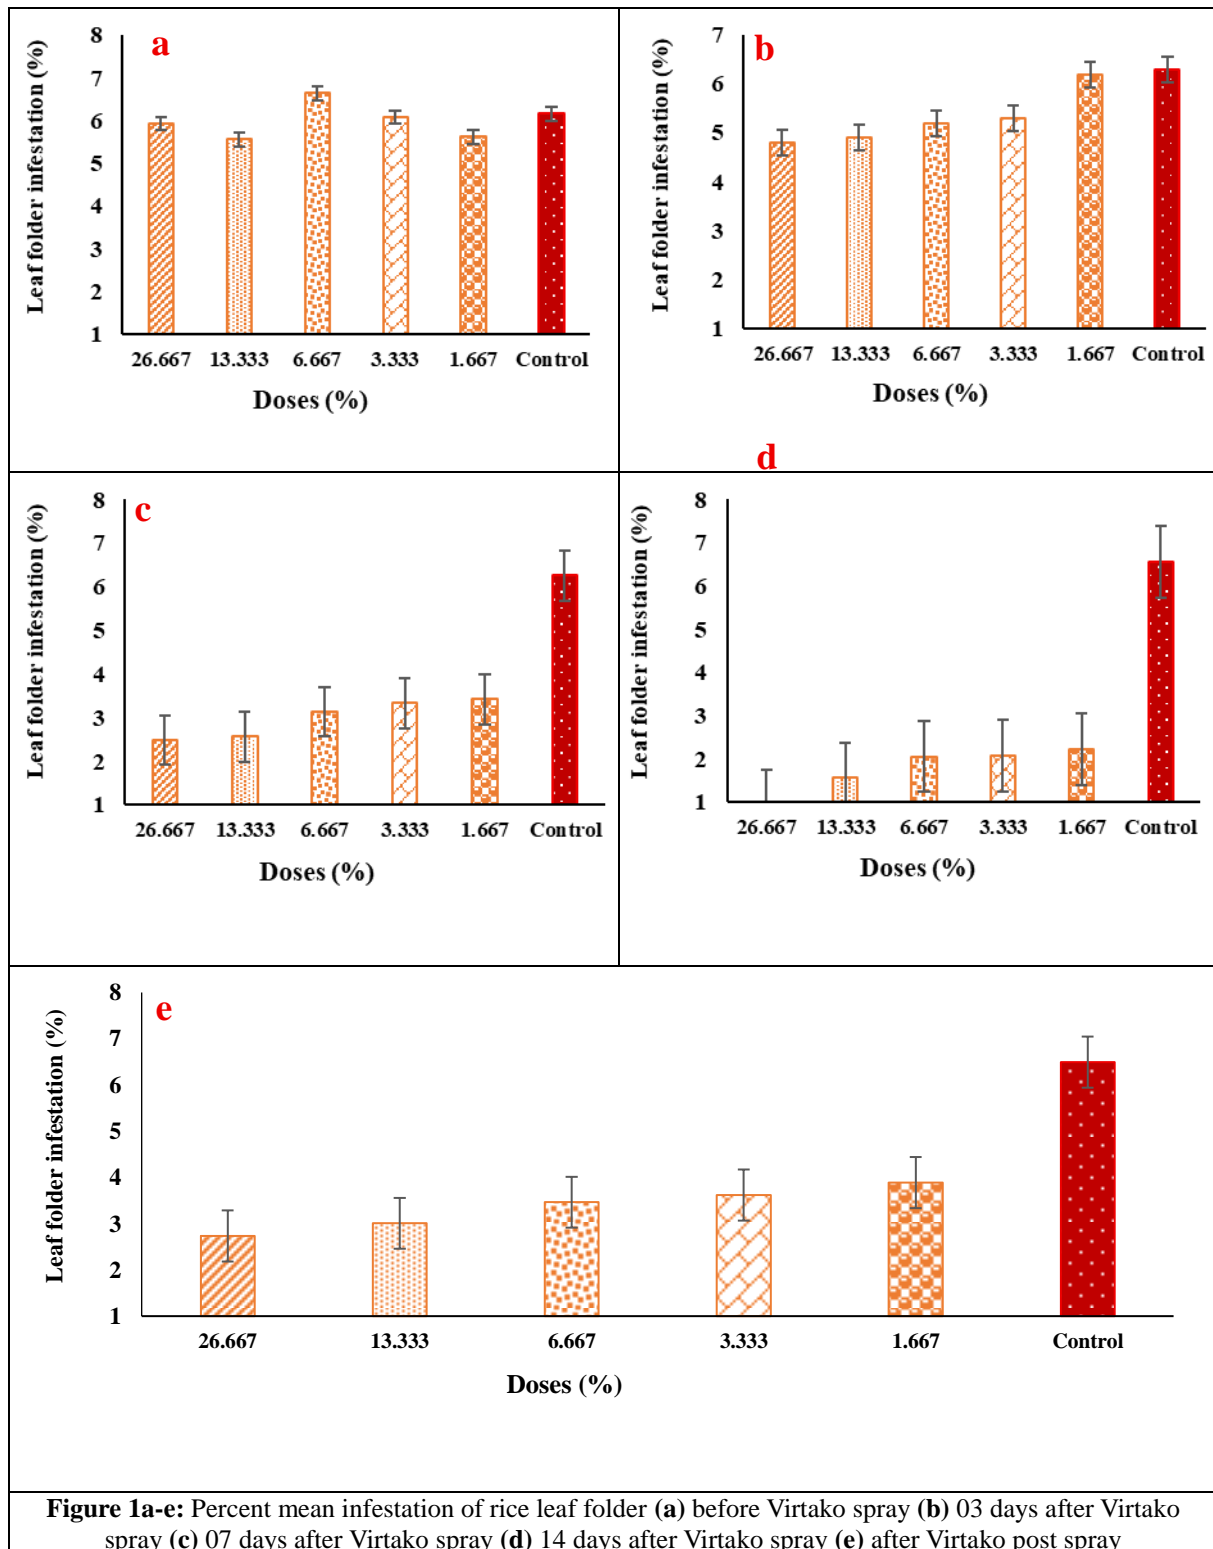 a
Leaf folder infestation (%)
8
7
6
5
4
3
2
1
26.667 13.333 6.667 3.333 1.667 Control
Doses (%)
b
Leaf folder infestation (%)
7
6
5
4
3
2
1
26.667 13.333 6.667 3.333 1.667 Control
Doses (%)
c
Leaf folder infestation (%)
8
7
6
5
4
3
2
1
26.667 13.333 6.667 3.333 1.667 Control
Doses (%)
d
Leaf folder infestation (%)
8
7
6
5
4
3
2
1
26.667 13.333 6.667 3.333 1.667 Control
Doses (%)
e
Leaf folder infestation (%)
8
7
6
5
4
3
2
1
26.667 13.333 6.667 3.333 1.667 Control
Doses (%)
Figure 1a-e: Percent mean infestation of rice leaf folder (a) before Virtako spray (b) 03 days after Virtako
spray (c) 07 days after Virtako spray (d) 14 days after Virtako spray (e) after Virtako post spray